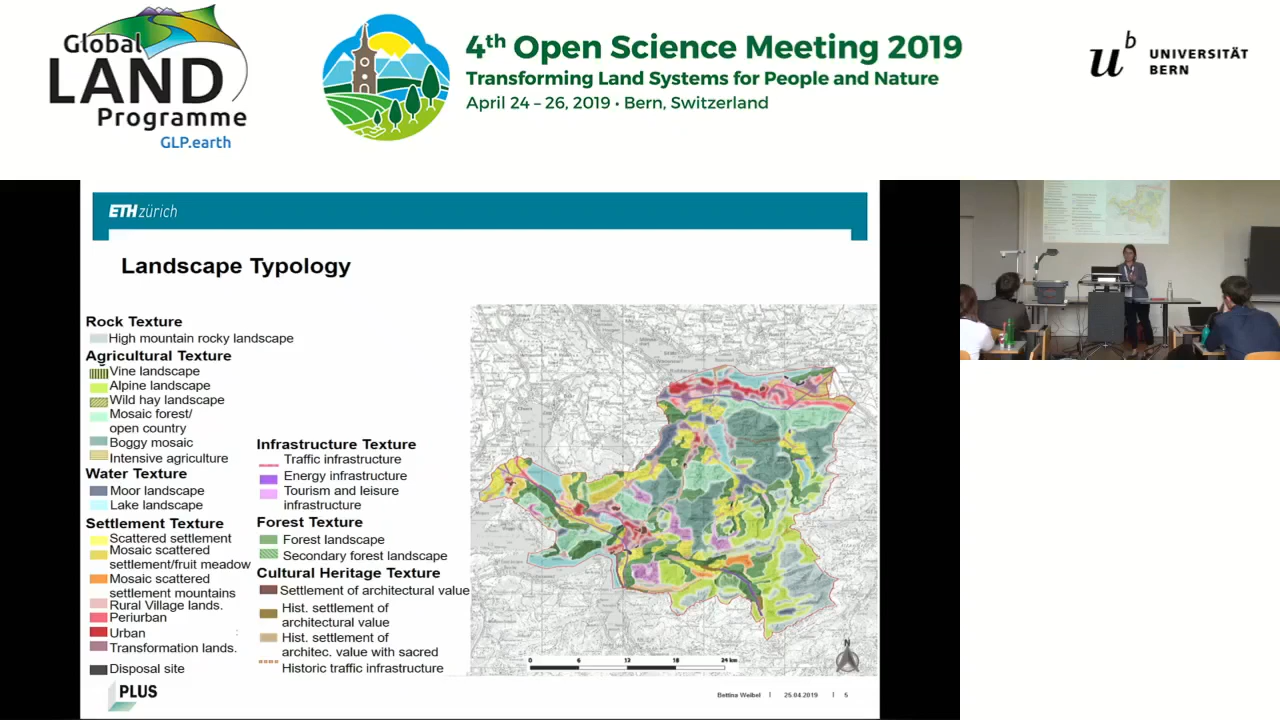 Global
LAND
Programme
GLP.earth
4th Open Science Meeting 2019
Transforming Land Systems for People and Nature
April 24 – 26, 2019 • Bern, Switzerland
u b
UNIVERSITÄT
BERN
ETH zürich
Landscape Typology
Rock Texture
High mountain rocky landscape
Agricultural Texture
Vine landscape
Alpine landscape
Wild hay landscape
Mosaic forest/
open country
Boggy mosaic
Intensive agriculture
Water Texture
Moor landscape
Lake landscape
Settlement Texture
Scattered settlement
Mosaic scattered
settlement/fruit meadow
Mosaic scattered
settlement mountains
Rural Village lands.
Periurban
Urban
Transformation lands.
Disposal site
Infrastructure Texture
Traffic infrastructure
Energy infrastructure
Tourism and leisure
infrastructure
Forest Texture
Forest landscape
Secondary forest landscape
Cultural Heritage Texture
Settlement of architectural value
Hist. settlement of
architectural value
Hist. settlement of
architec. value with sacred
Historic traffic infrastructure
N
0 6 12 18 24 km
PLUS
Bettina Weibel | 25.04.2019 | 5